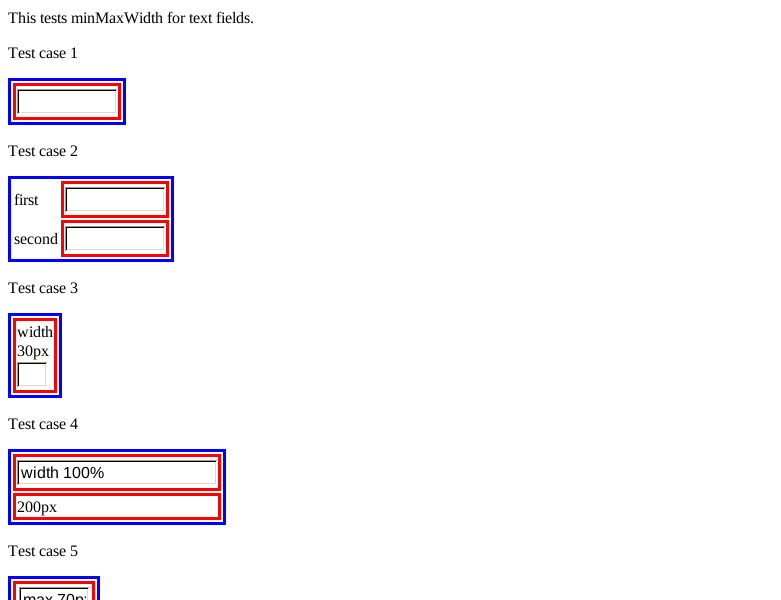 This tests minMaxWidth for text fields.
Test case 1
Test case 2
first
second
Test case 3
width
30px
Test case 4
width 100%
200px
Test case 5
max 70p